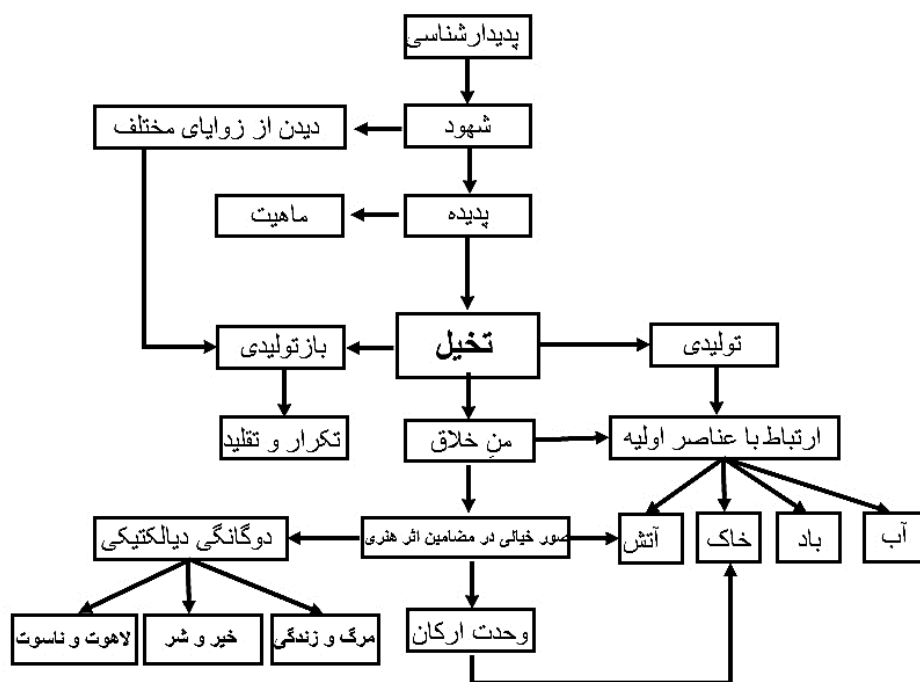 پدیدارشناسی
شهود
دیدن از زوایای مختلف
پدیده
ماهیت
تخیل
تولیدی
بازتولیدی
منِ خلاق
ارتباط با عناصر اولیه
تکرار و تقلید
آب
باد
خاک
آتش
صور خیالی در مضامین اثر هنری
دوگانگی دیالکتیکی
وحدت ارکان
مرگ و زندگی
خیر و شر
لاهوت و ناسوت